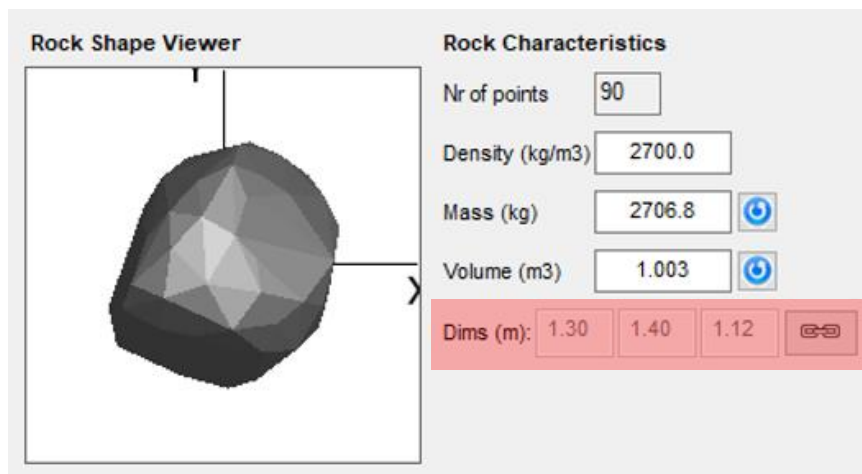 Rock Shape Viewer
Y
X
Rock Characteristics
Nr of points 90
Density (kg/m3) 2700.0
Mass (kg) 2706.8
Volume (m3) 1.003
Dims (m): 1.30 1.40 1.12